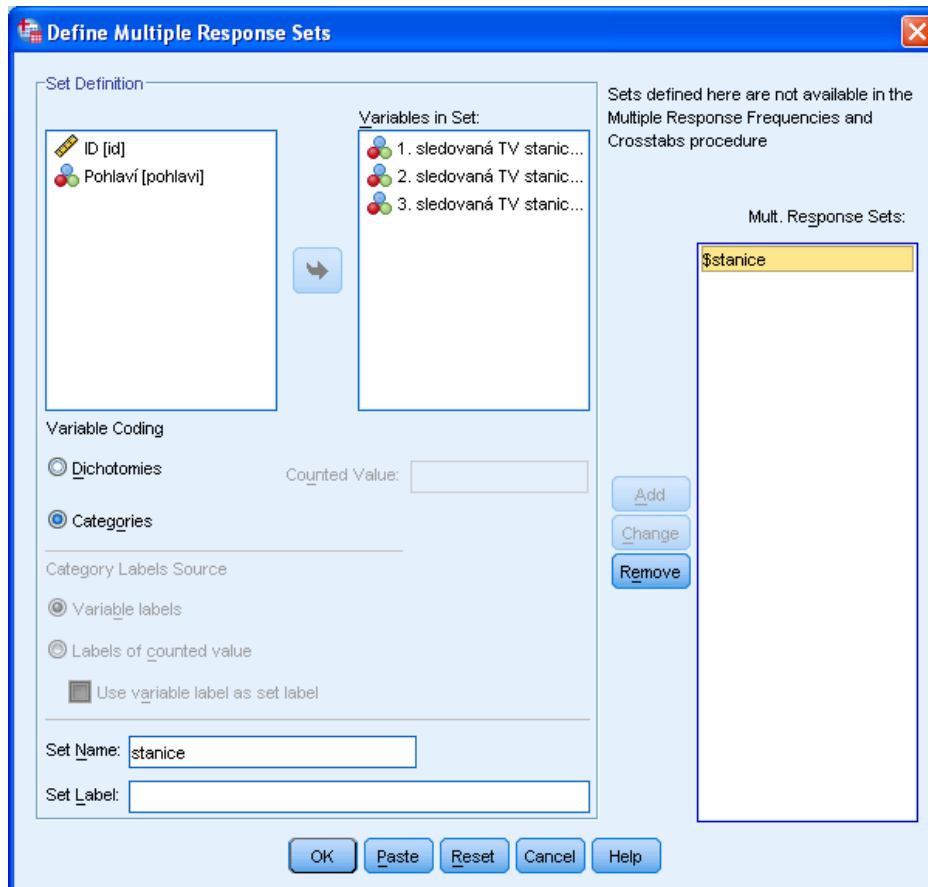 Define Multiple Response Sets
Set Definition
ID [id]
Pohlaví [pohlavi]
Variables in Set:
1. sledovaná TV stanic...
2. sledovaná TV stanic...
3. sledovaná TV stanic...
Variable Coding
Dichotomies
Counted Value:
Categories
Category Labels Source
Variable labels
Labels of counted value
Use variable label as set label
Set Name: stanice
Set Label:
Sets defined here are not available in the
Multiple Response Frequencies and
Crosstabs procedure
Mult. Response Sets:
$stanice
Add
Change
Remove
OK Paste Reset Cancel Help